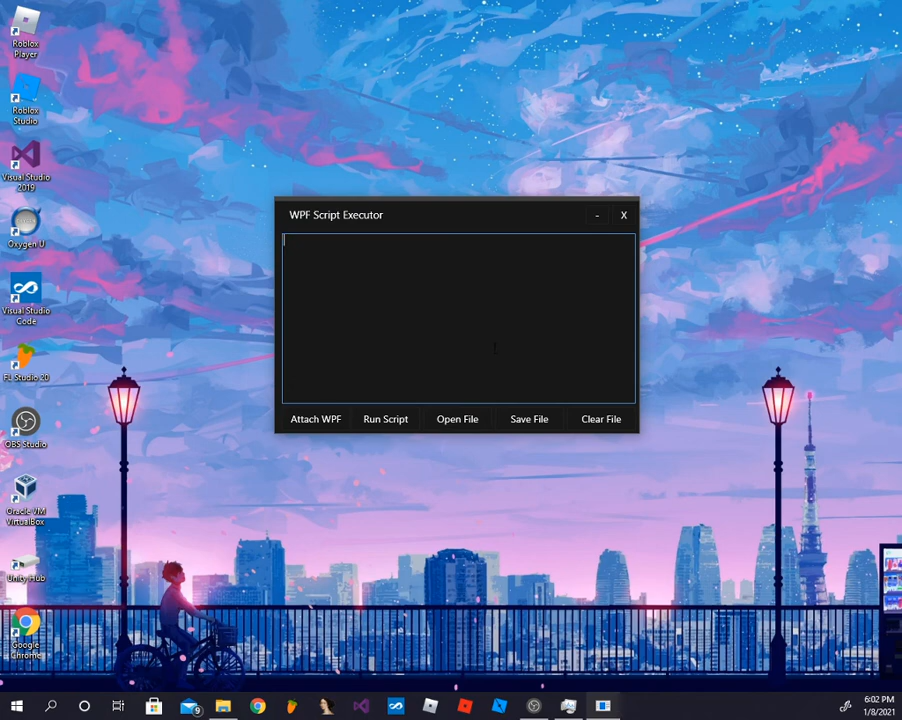 Roblox
Player
Roblox
Studio
Visual Studio
2019
Oxygen U
Visual Studio
Code
FL Studio 20
OBS Studio
Oracle VM
VirtualBox
Unity Hub
Google
Chrome
WPF Script Executor
-
X
Attach WPF
Run Script
Open File
Save File
Clear File
9
6:02 PM
1/8/2021